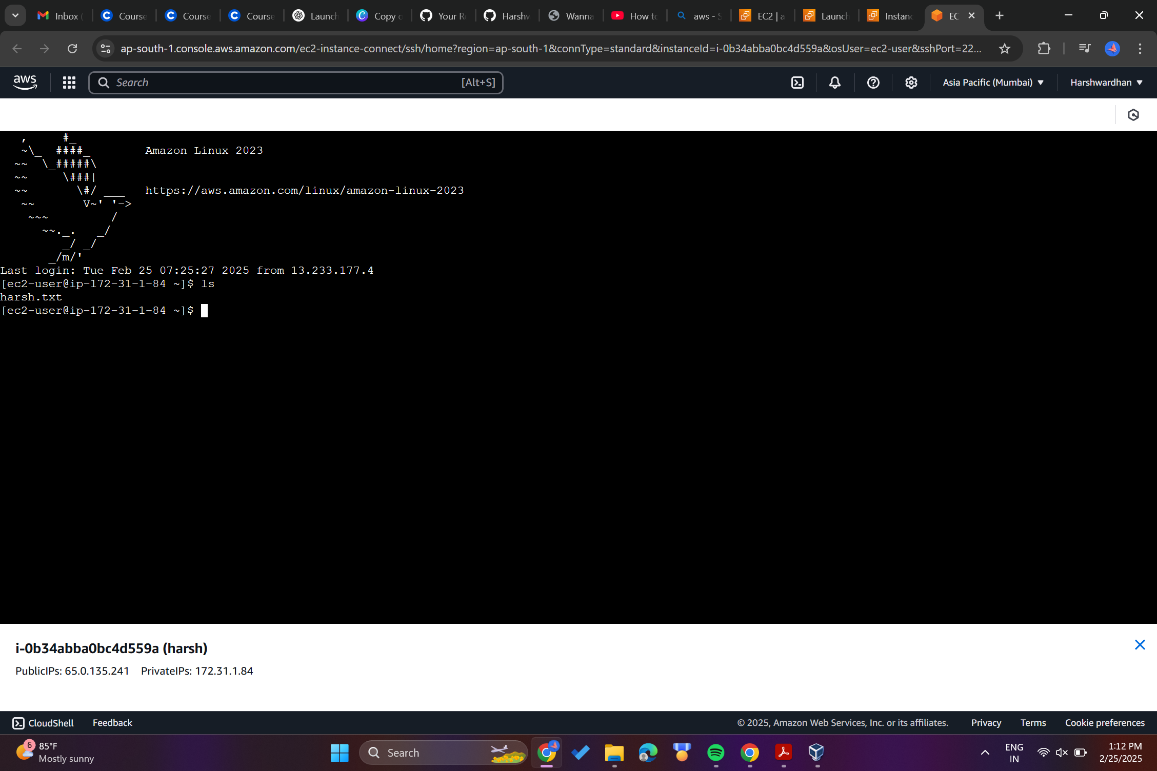 Inbox (
Course
Course
Course
Launch
Copy o
Your R
Harshw
Wanna
How to
aws - S
EC2 | a
Launch
Instanc
EC
ap-south-1.console.aws.amazon.com/ec2-instance-connect/ssh/home?region=ap-south-1&connType=standard&instanceId=i-0b34abba0bc4d559a&osUser=ec2-user&sshPort=22...
aws
Search [Alt+S]
Asia Pacific (Mumbai) ▼
Harshwardhan ▼
   ,     #_
   ~\_  ####_        Amazon Linux 2023
  ~~  \_#####\
  ~~     \###|
  ~~       \#/ ___   https://aws.amazon.com/linux/amazon-linux-2023
   ~~       V~' '->
    ~~~         /
      ~~._.   _/
         _/ _/
       _/m/'
Last login: Tue Feb 25 07:25:27 2025 from 13.233.177.4
[ec2-user@ip-172-31-1-84 ~]$ ls
harsh.txt
[ec2-user@ip-172-31-1-84 ~]$
i-0b34abba0bc4d559a (harsh)
PublicIPs: 65.0.135.241 PrivateIPs: 172.31.1.84
CloudShell Feedback
© 2025, Amazon Web Services, Inc. or its affiliates. Privacy Terms Cookie preferences
6
85°F
Mostly sunny
Search
ENG
IN
1:12 PM
2/25/2025